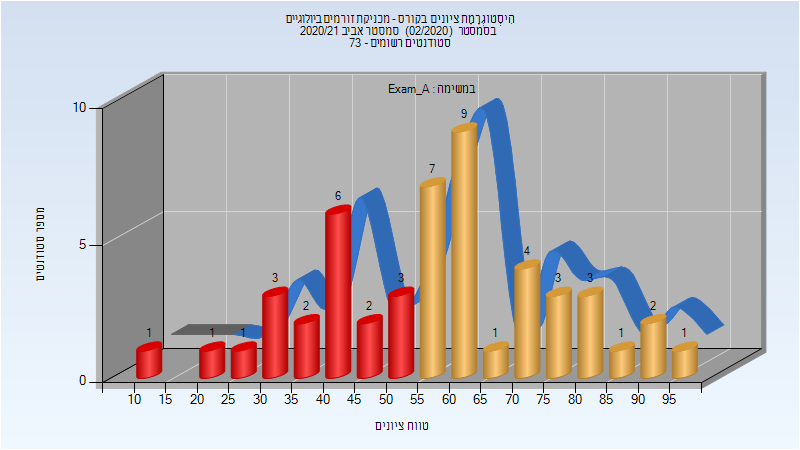 הִיסְטוֹגְרָמַת ציונים בקורס - מכניקת זורמים ביולוגיים
בסמסטר (02/2020) סמסטר אביב 2020/21
סטודנטים רשומים - 73
במשימה : Exam_A
מספר סטודנטים
10
5
0
1 1 1 3 2 6 2 3 7 9 1 4 3 3 1 2 1
10 15 20 25 30 35 40 45 50 55 60 65 70 75 80 85 90 95
טווח ציונים